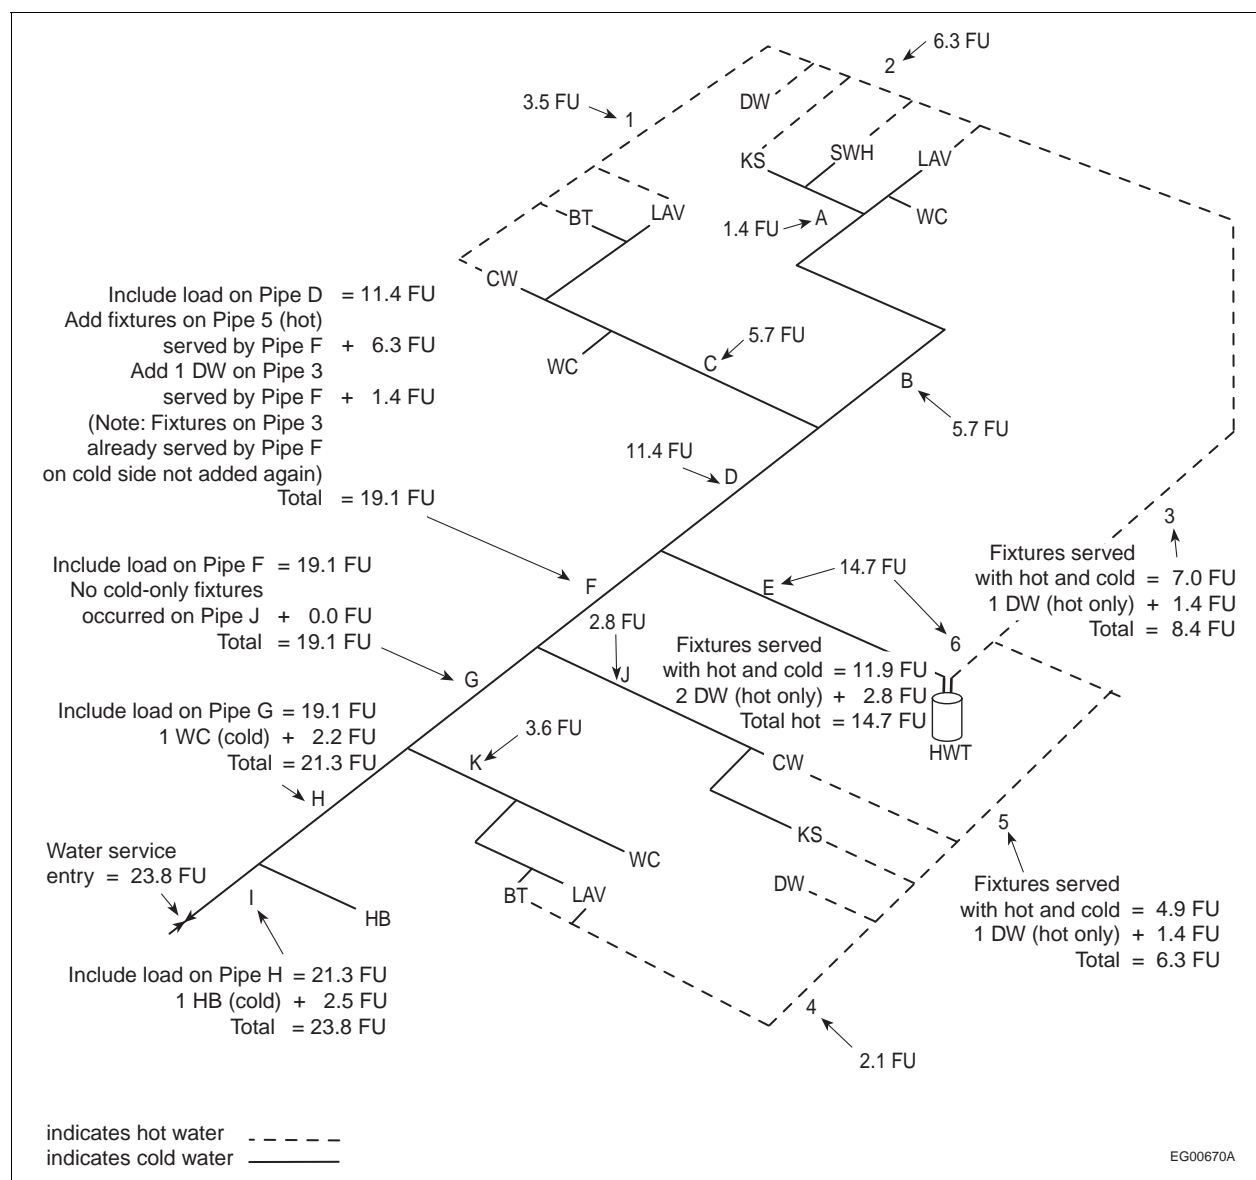 6.3 FU
2
DW
3.5 FU
1
KS
SWH
LAV
BT
LAV
1.4 FU
A
WC
CW
Include load on Pipe D = 11.4 FU
Add fixtures on Pipe 5 (hot)
served by Pipe F + 6.3 FU
Add 1 DW on Pipe 3
served by Pipe F + 1.4 FU
(Note: Fixtures on Pipe 3
already served by Pipe F
on cold side not added again)
Total = 19.1 FU
WC
5.7 FU
C
B
5.7 FU
11.4 FU
D
3
Fixtures served
with hot and cold = 7.0 FU
1 DW (hot only) + 1.4 FU
Total = 8.4 FU
Include load on Pipe F = 19.1 FU
No cold-only fixtures
occurred on Pipe J + 0.0 FU
Total = 19.1 FU
F
14.7 FU
E
6
2.8 FU
J
Fixtures served
with hot and cold = 11.9 FU
2 DW (hot only) + 2.8 FU
Total hot = 14.7 FU
HWT
G
Include load on Pipe G = 19.1 FU
1 WC (cold) + 2.2 FU
Total = 21.3 FU
H
3.6 FU
K
CW
KS
WC
DW
BT
LAV
5
Fixtures served
with hot and cold = 4.9 FU
1 DW (hot only) + 1.4 FU
Total = 6.3 FU
Water service
entry = 23.8 FU
I
HB
Include load on Pipe H = 21.3 FU
1 HB (cold) + 2.5 FU
Total = 23.8 FU
4
2.1 FU
indicates hot water
indicates cold water
EG00670A